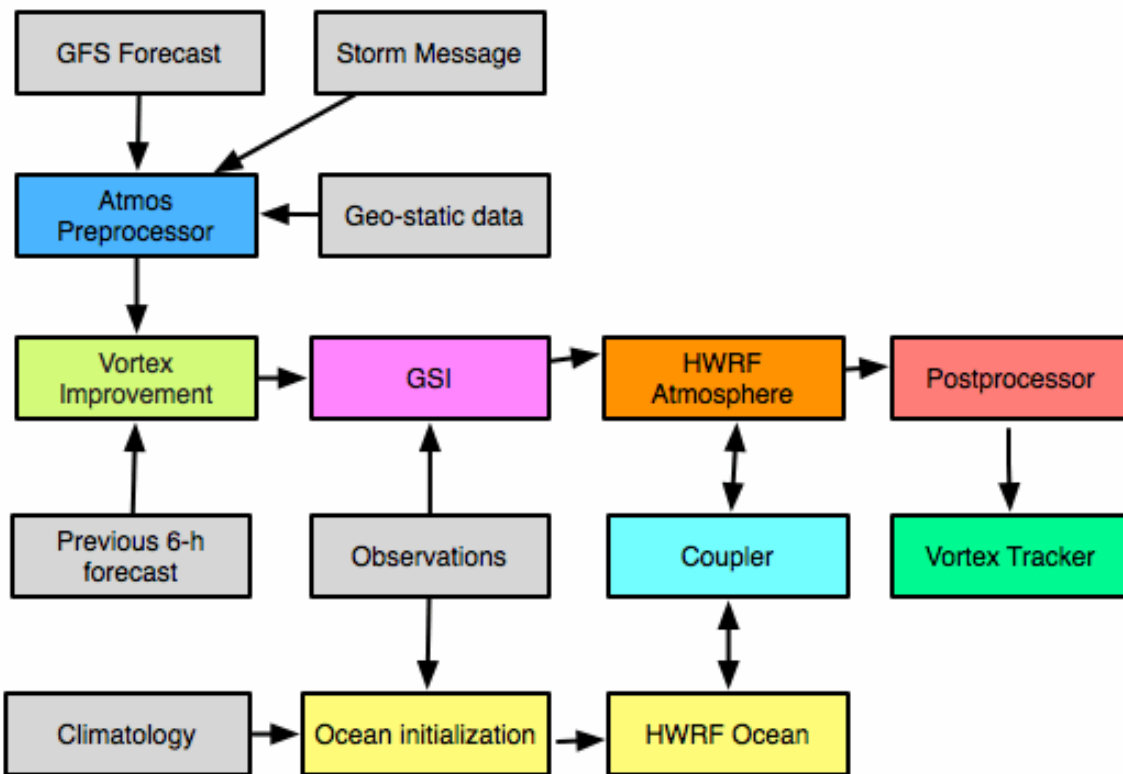 GFS Forecast
Storm Message
Atmos
Preprocessor
Geo-static data
Vortex
Improvement
GSI
HWRF
Atmosphere
Postprocessor
Previous 6-h
forecast
Observations
Coupler
Vortex Tracker
Climatology
Ocean initialization
HWRF Ocean